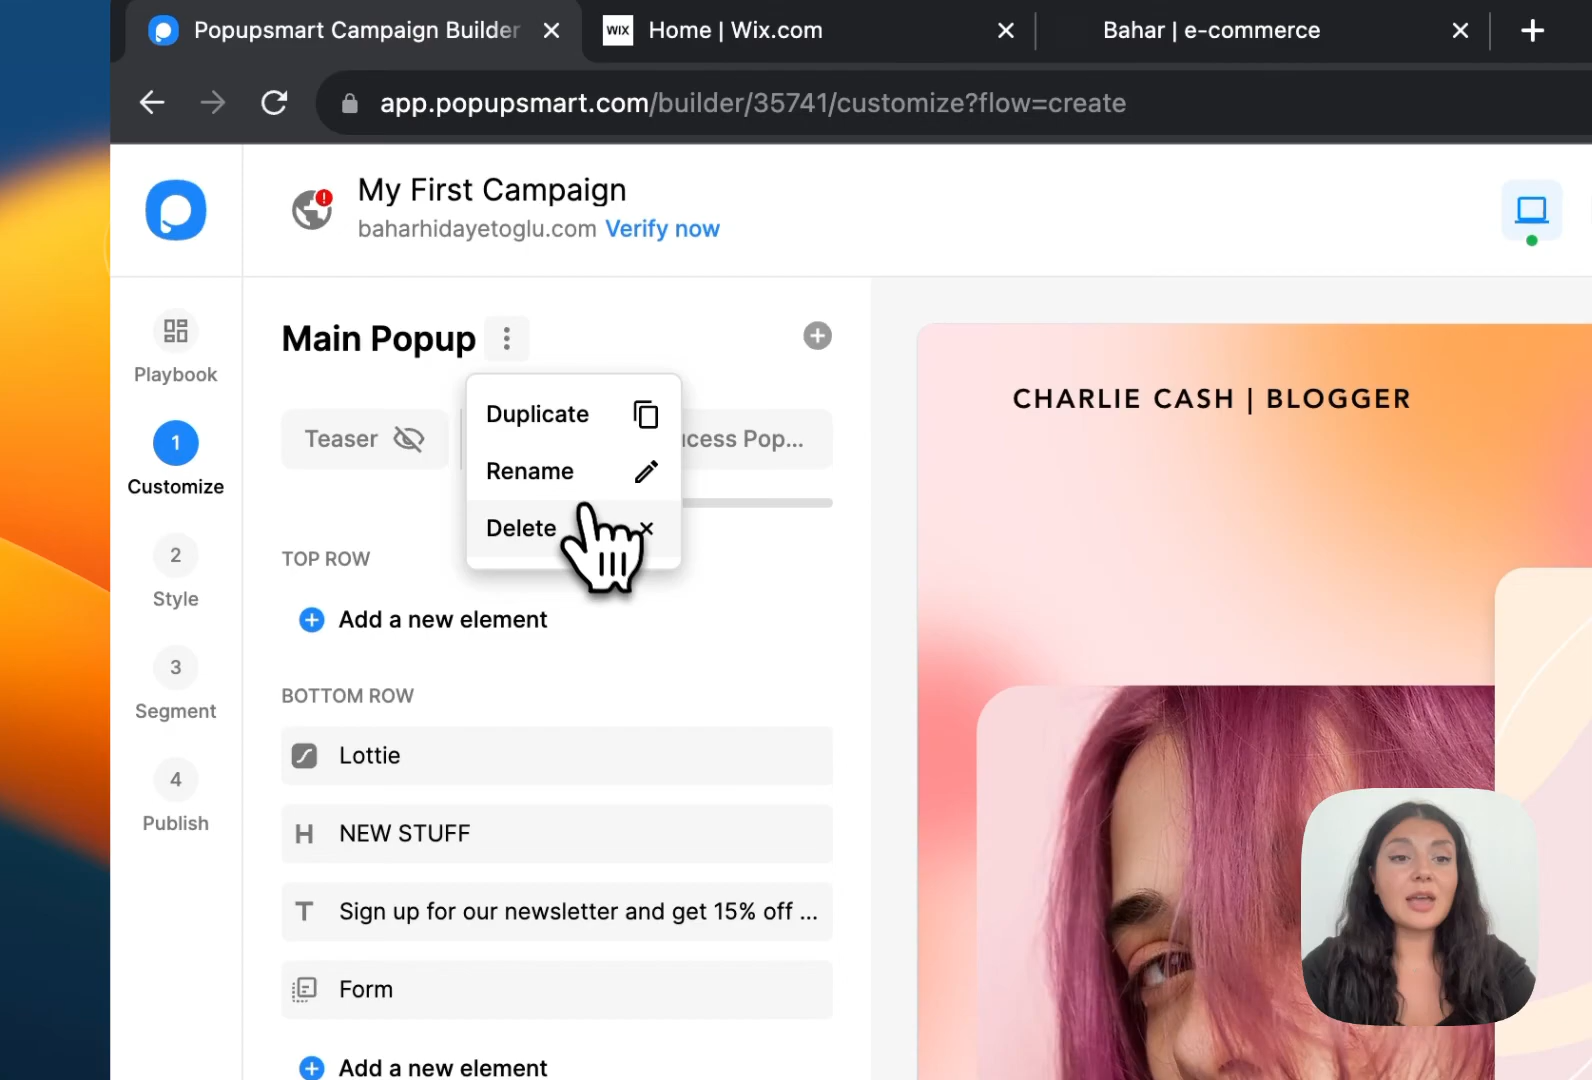 Popupsmart Campaign Builder
WIX Home | Wix.com
Bahar | e-commerce
app.popupsmart.com/builder/35741/customize?flow=create
My First Campaign
baharhidayetoglu.com Verify now
Playbook
1
Customize
2
Style
3
Segment
4
Publish
Main Popup
Duplicate
Rename
Delete
Teaser
ccess Pop...
TOP ROW
Add a new element
BOTTOM ROW
Lottie
H NEW STUFF
T Sign up for our newsletter and get 15% off ...
Form
Add a new element
CHARLIE CASH | BLOGGER